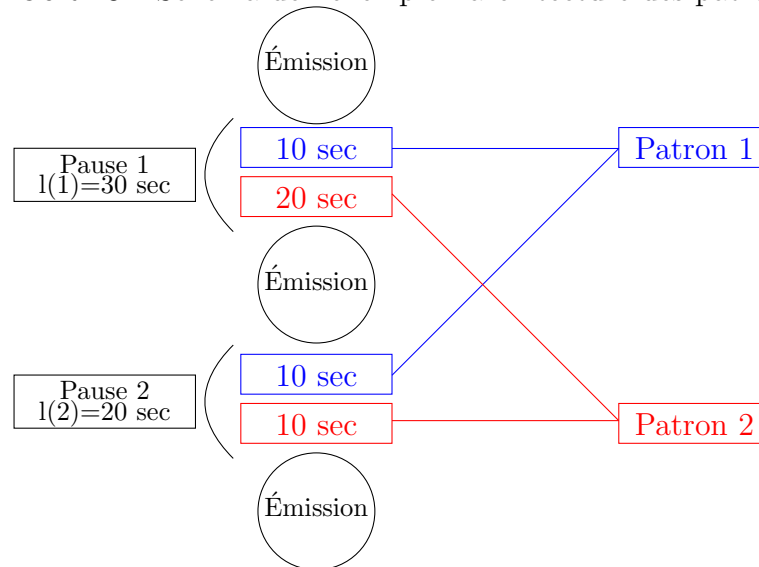 Émission
10 sec
Patron 1
Pause 1
l(1)=30 sec
20 sec
Émission
10 sec
Pause 2
l(2)=20 sec
10 sec
Patron 2
Émission